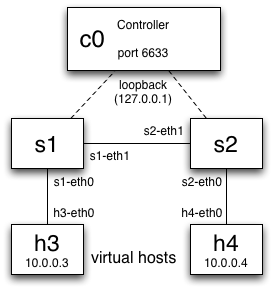 c0 Controller
port 6633
loopback
(127.0.0.1)
s2-eth1
s1
s2
s1-eth1
s1-eth0
s2-eth0
h3-eth0
h4-eth0
h3
10.0.0.3
virtual hosts
h4
10.0.0.4